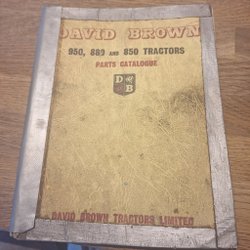 DAVID BROWN
950, 880 AND 850 TRACTORS
PARTS CATALOGUE
D
B
DAVID BROWN TRACTORS LIMITED